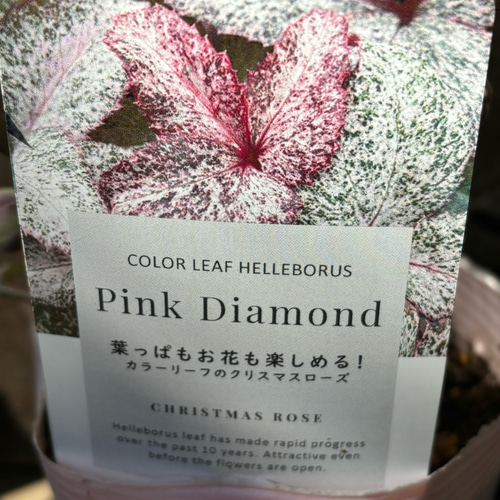 COLOR LEAF HELLEBORUS
Pink Diamond
葉っぱもお花も楽しめる!
カラーリーフのクリスマスローズ
CHRISTMAS ROSE
Helleborus leaf has made rapid progress
over the past 10 years. Attractive even
before the flowers are open.